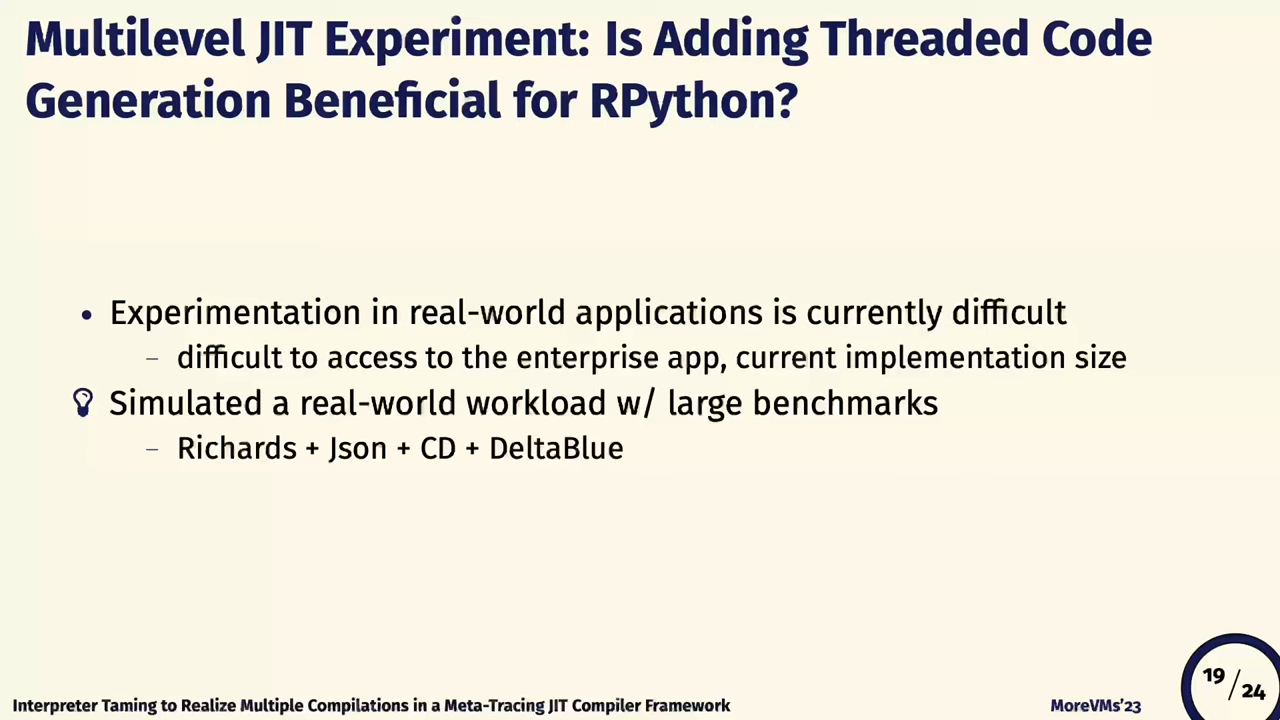 Multilevel JIT Experiment: Is Adding Threaded Code
Generation Beneficial for RPython?
• Experimentation in real-world applications is currently difficult
– difficult to access to the enterprise app, current implementation size
Simulated a real-world workload w/ large benchmarks
– Richards + Json + CD + DeltaBlue
Interpreter Taming to Realize Multiple Compilations in a Meta-Tracing JIT Compiler Framework
MoreVMs’23
19/24